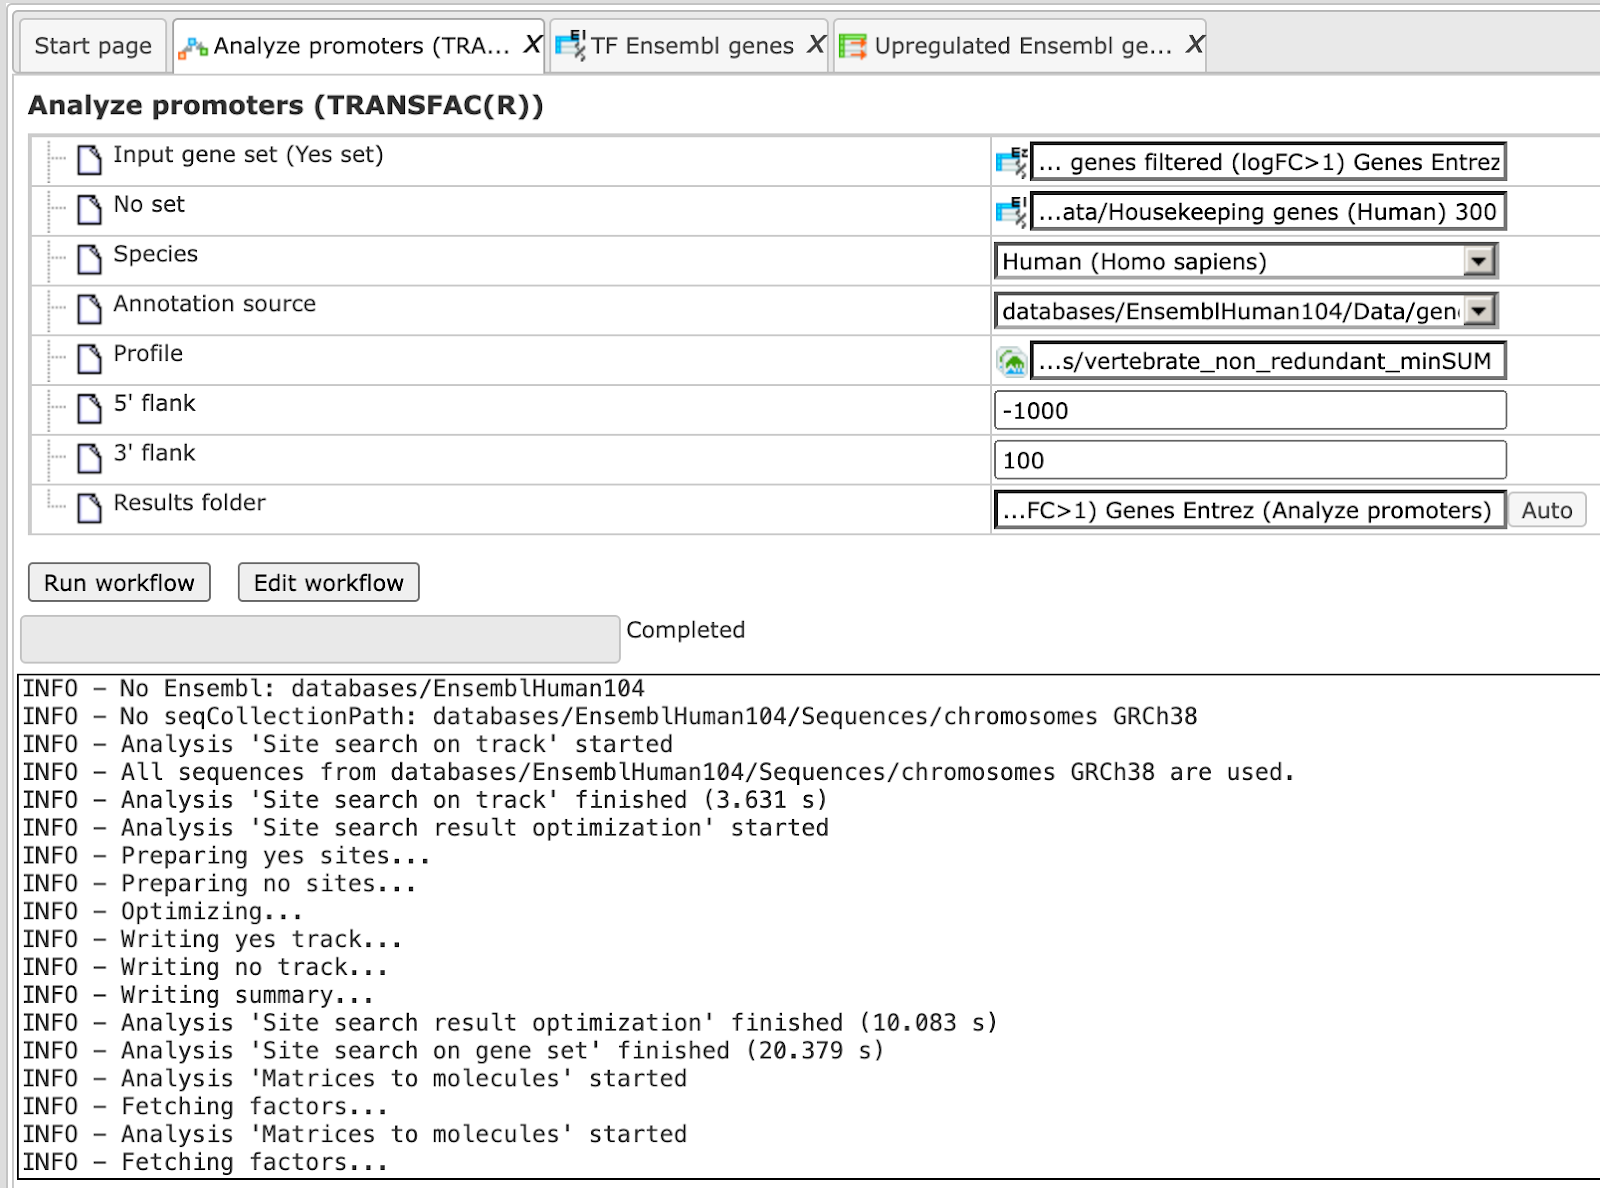 Start page
Analyze promoters (TRA... X
TF Ensembl genes X
Upregulated Ensembl ge... X
Analyze promoters (TRANSFAC(R))
Input gene set (Yes set) Ez ... genes filtered (logFC>1) Genes Entrez
No set El ...ata/Housekeeping genes (Human) 300
Species Human (Homo sapiens)
Annotation source databases/EnsemblHuman104/Data/gen
Profile ...s/vertebrate_non_redundant_minSUM
5' flank -1000
3' flank 100
Results folder ...FC>1) Genes Entrez (Analyze promoters) Auto
Run workflow Edit workflow
Completed
INFO – No Ensembl: databases/EnsemblHuman104
INFO – No seqCollectionPath: databases/EnsemblHuman104/Sequences/chromosomes GRCh38
INFO – Analysis 'Site search on track' started
INFO – All sequences from databases/EnsemblHuman104/Sequences/chromosomes GRCh38 are used.
INFO – Analysis 'Site search on track' finished (3.631 s)
INFO – Analysis 'Site search result optimization' started
INFO – Preparing yes sites...
INFO – Preparing no sites...
INFO – Optimizing...
INFO – Writing yes track...
INFO – Writing no track...
INFO – Writing summary...
INFO – Analysis 'Site search result optimization' finished (10.083 s)
INFO – Analysis 'Site search on gene set' finished (20.379 s)
INFO – Analysis 'Matrices to molecules' started
INFO – Fetching factors...
INFO – Analysis 'Matrices to molecules' started
INFO – Fetching factors...